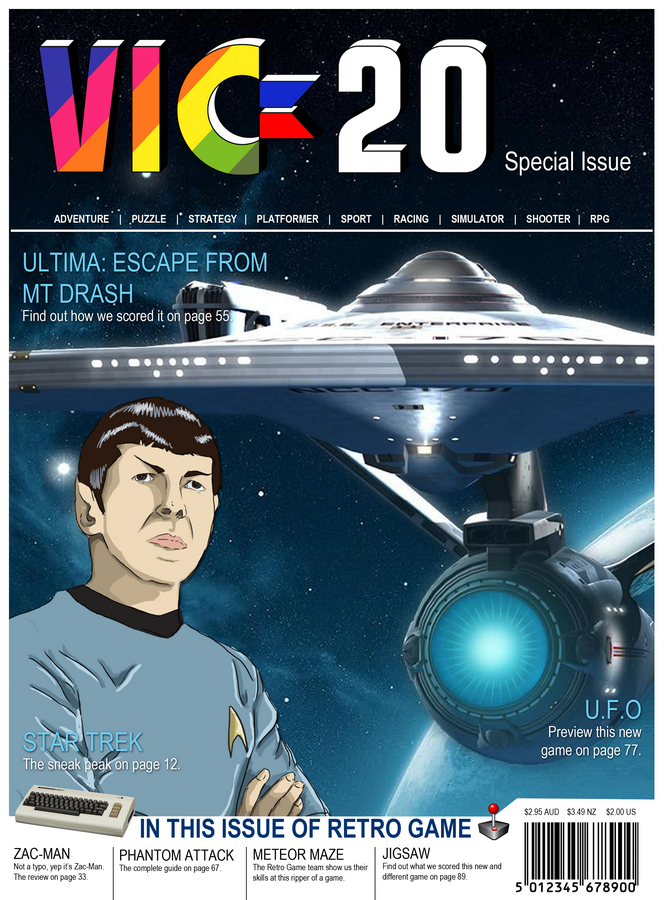 VIC-20
Special Issue
ADVENTURE | PUZZLE | STRATEGY | PLATFORMER | SPORT | RACING | SIMULATOR | SHOOTER | RPG
ULTIMA: ESCAPE FROM
MT DRASH
Find out how we scored it on page 55.
U.S.S. ENTERPRISE
NCC-1701
NCC-1701
U.F.O
Preview this new
game on page 77.
STAR TREK
The sneak peak on page 12.
IN THIS ISSUE OF RETRO GAME
$2.95 AUD $3.49 NZ $2.00 US
ZAC-MAN
Not a typo, yep it's Zac-Man.
The review on page 33.
PHANTOM ATTACK
The complete guide on page 67.
METEOR MAZE
The Retro Game team show us their
skills at this ripper of a game.
JIGSAW
Find out what we scored this new and
different game on page 89.
5 012345 678900